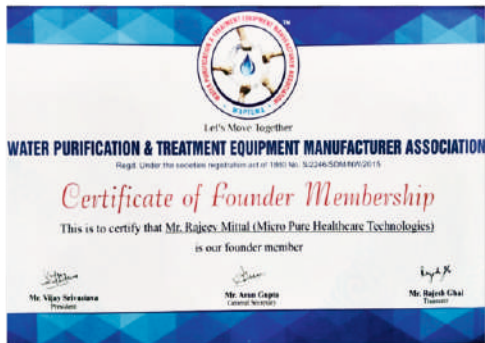 WATER PURIFICATION & TREATMENT EQUIPMENT MANUFACTURER ASSOCIATION
WAPTEMA
TM
Let's Move Together
WATER PURIFICATION & TREATMENT EQUIPMENT MANUFACTURER ASSOCIATION
Regd. Under the societies registration act of 1860 No. S/2246/SDM/NW/2015
Certificate of Founder Membership
This is to certify that Mr. Rajeev Mittal (Micro Pure Healthcare Technologies)
is our founder member
Mr. Vijay Srivastava Mr. Arun Gupta Mr. Rajesh Ghai
President General Secretary Treasurer